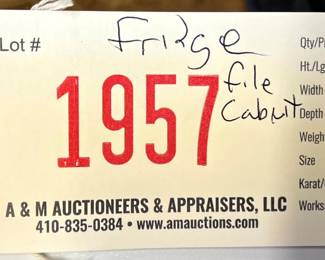 Lot #
Fridge
file
Cabnt
1957
A & M AUCTIONEERS & APPRAISERS, LLC
410-835-0384 • www.amauctions.com
Qty/P
Ht./Lg
Width
Depth
Weigh
Size
Karat/
Works